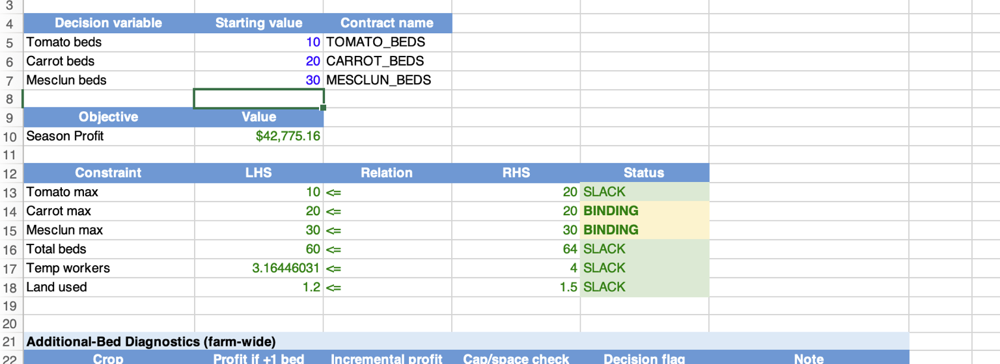 3
4 Decision variable Starting value Contract name
5 Tomato beds 10 TOMATO_BEDS
6 Carrot beds 20 CARROT_BEDS
7 Mesclun beds 30 MESCLUN_BEDS
8
9 Objective Value
10 Season Profit $42,775.16
11
12 Constraint LHS Relation RHS Status
13 Tomato max 10 <= 20 SLACK
14 Carrot max 20 <= 20 BINDING
15 Mesclun max 30 <= 30 BINDING
16 Total beds 60 <= 64 SLACK
17 Temp workers 3.16446031 <= 4 SLACK
18 Land used 1.2 <= 1.5 SLACK
19
20
21 Additional-Bed Diagnostics (farm-wide)
22 Crop Profit if +1 bed Incremental profit Cap/space check Decision flag Note